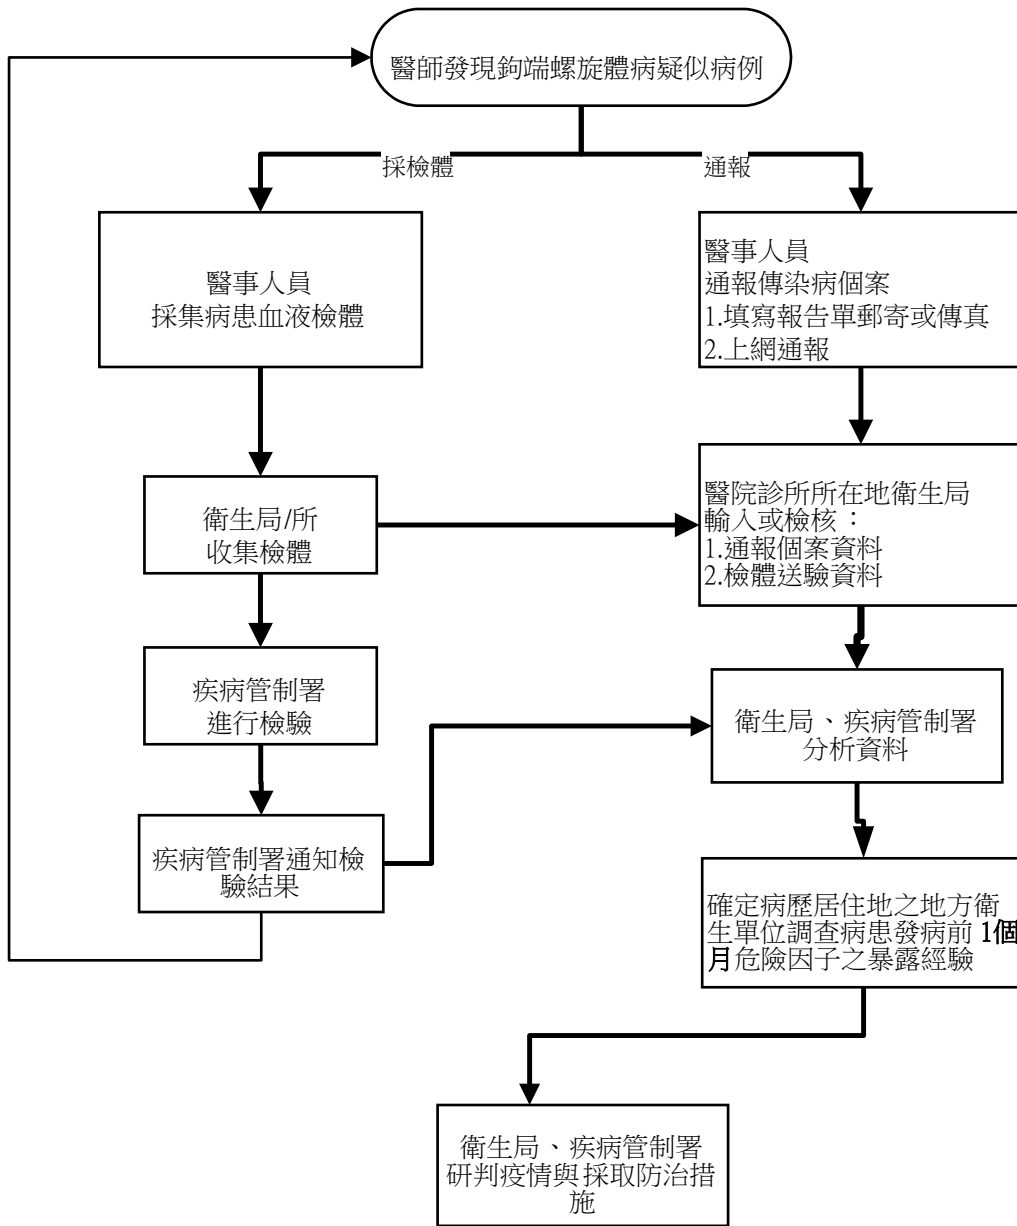 醫師發現鉤端螺旋體病疑似病例
採檢體
通報
醫事人員
採集病患血液檢體
醫事人員
通報傳染病個案
1.填寫報告單郵寄或傳真
2.上網通報
衛生局/所
收集檢體
醫院診所所在地衛生局
輸入或檢核：
1.通報個案資料
2.檢體送驗資料
疾病管制署
進行檢驗
衛生局、疾病管制署
分析資料
疾病管制署通知檢
驗結果
確定病歷居住地之地方衛
生單位調查病患發病前 1個
月危險因子之暴露經驗
衛生局、疾病管制署
研判疫情與採取防治措
施